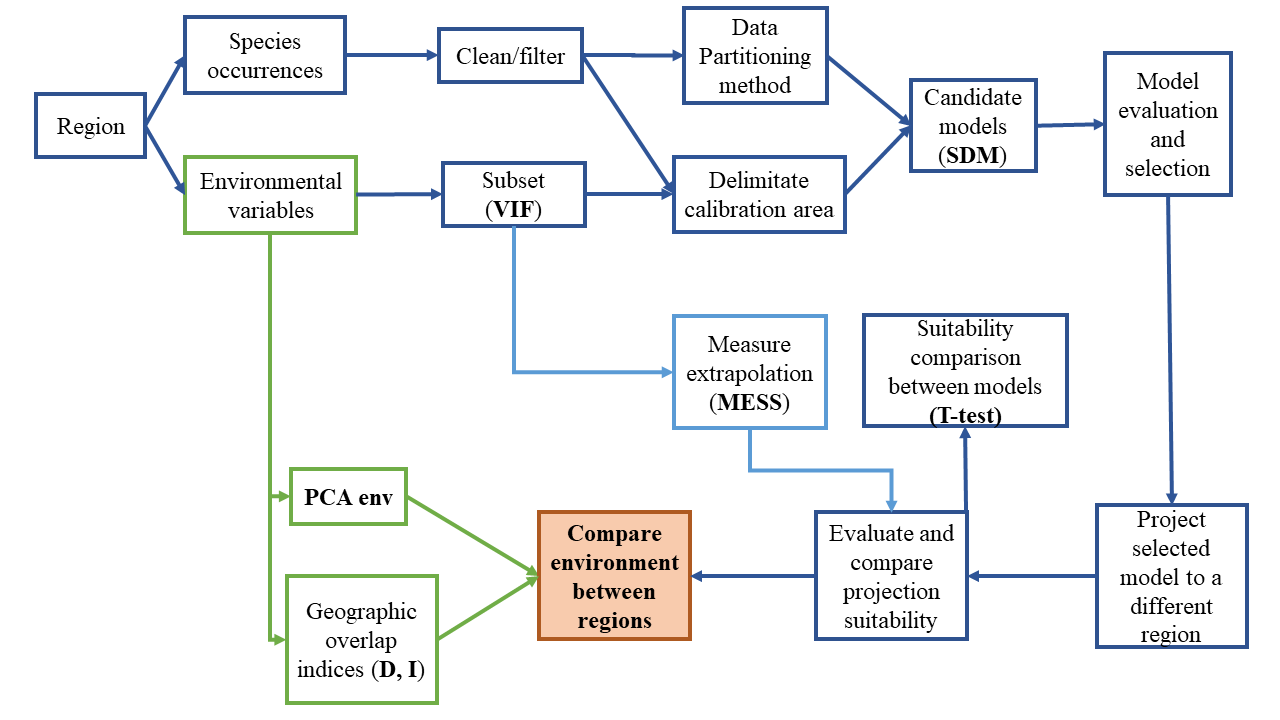 Region
Species
occurrences
Clean/filter
Data
Partitioning
method
Candidate
models
(SDM)
Model
evaluation
and
selection
Environmental
variables
Subset
(VIF)
Delimitate
calibration area
Measure
extrapolation
(MESS)
Suitability
comparison
between models
(T-test)
PCA env
Geographic
overlap
indices (D, I)
Compare
environment
between
regions
Evaluate and
compare
projection
suitability
Project
selected
model to a
different
region